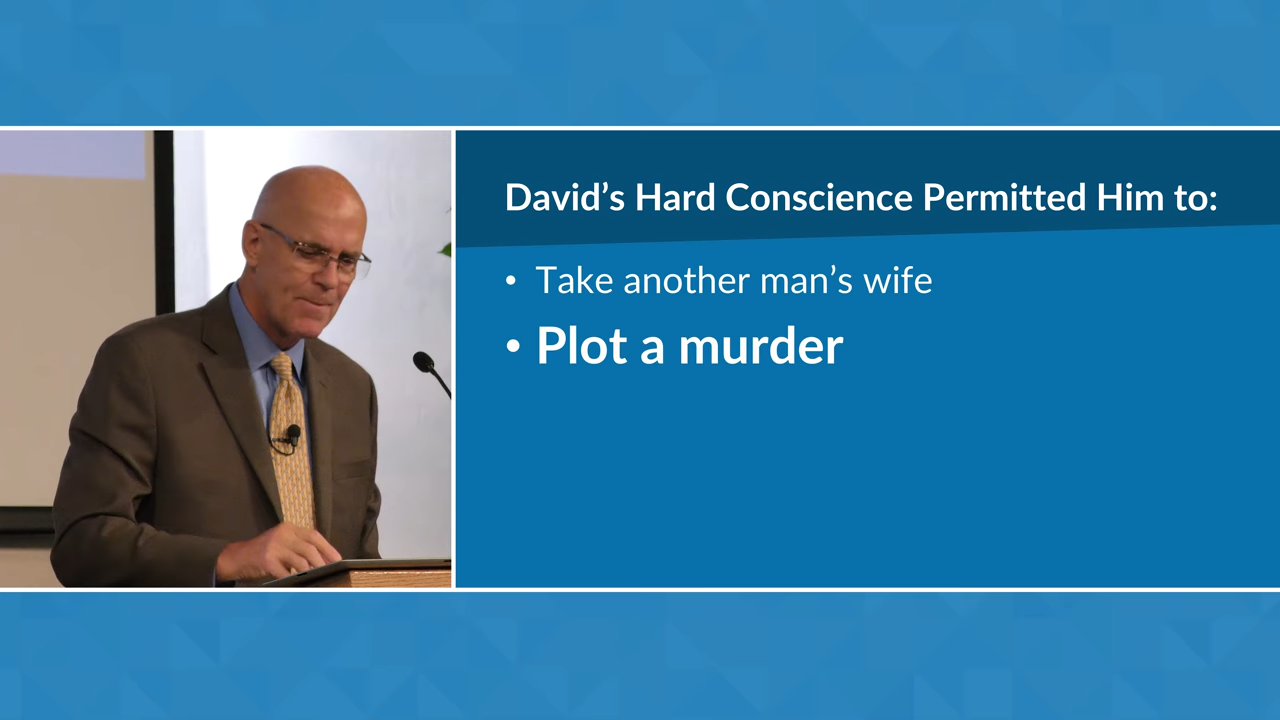 David’s Hard Conscience Permitted Him to:
• Take another man’s wife
• Plot a murder